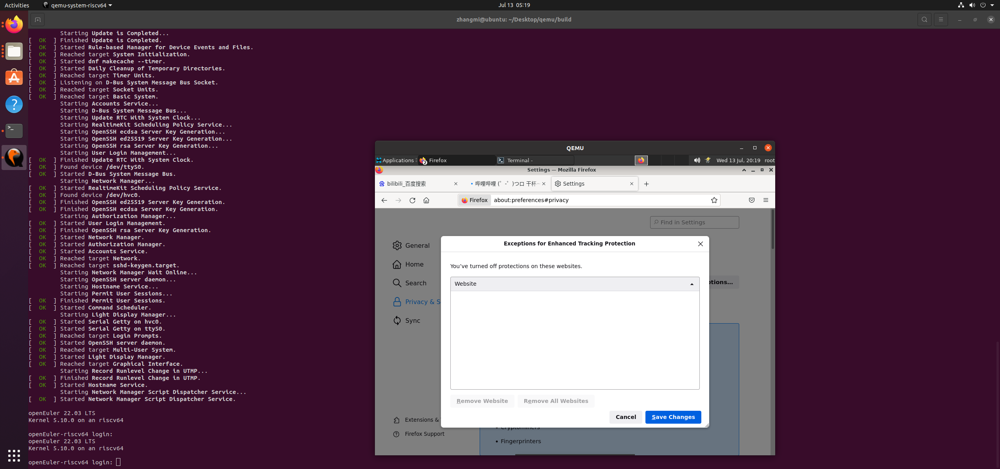 Activities
qemu-system-riscv64
Jul 13 05:19
zhangmi@ubuntu: ~/Desktop/qemu/build
Starting Update is Completed...
[ OK ] Finished Update is Completed.
[ OK ] Started Rule-based Manager for Device Events and Files.
[ OK ] Reached target System Initialization.
[ OK ] Started dnf makecache --timer.
[ OK ] Started Daily Cleanup of Temporary Directories.
[ OK ] Reached target Timer Units.
[ OK ] Listening on D-Bus System Message Bus Socket.
[ OK ] Reached target Socket Units.
[ OK ] Reached target Basic System.
Starting Accounts Service...
Starting D-Bus System Message Bus...
Starting Update RTC With System Clock...
Starting RealtimeKit Scheduling Policy Service...
Starting OpenSSH ecdsa Server Key Generation...
Starting OpenSSH ed25519 Server Key Generation...
Starting OpenSSH rsa Server Key Generation...
Starting User Login Management...
[ OK ] Finished Update RTC With System Clock.
[ OK ] Found device /dev/ttyS0.
[ OK ] Started D-Bus System Message Bus.
Starting Network Manager...
[ OK ] Started RealtimeKit Scheduling Policy Service.
[ OK ] Found device /dev/hvc0.
[ OK ] Finished OpenSSH ed25519 Server Key Generation.
[ OK ] Finished OpenSSH ecdsa Server Key Generation.
Starting Authorization Manager...
[ OK ] Started User Login Management.
[ OK ] Finished OpenSSH rsa Server Key Generation.
[ OK ] Started Network Manager.
[ OK ] Started Authorization Manager.
[ OK ] Started Accounts Service.
[ OK ] Reached target Network.
[ OK ] Reached target sshd-keygen.target.
Starting Network Manager Wait Online...
Starting OpenSSH server daemon...
Starting Hostname Service...
Starting Permit User Sessions...
[ OK ] Finished Permit User Sessions.
[ OK ] Started Command Scheduler.
Starting Light Display Manager...
[ OK ] Started Serial Getty on hvc0.
[ OK ] Started Serial Getty on ttyS0.
[ OK ] Reached target Login Prompts.
[ OK ] Started OpenSSH server daemon.
[ OK ] Reached target Multi-User System.
[ OK ] Started Light Display Manager.
[ OK ] Reached target Graphical Interface.
Starting Record Runlevel Change in UTMP...
[ OK ] Finished Record Runlevel Change in UTMP.
[ OK ] Started Hostname Service.
Starting Network Manager Script Dispatcher Service...
[ OK ] Started Network Manager Script Dispatcher Service.
openEuler 22.03 LTS
Kernel 5.10.0 on an riscv64
openEuler-riscv64 login:
openEuler 22.03 LTS
Kernel 5.10.0 on an riscv64
openEuler-riscv64 login:
QEMU
Applications
2
Firefox
Terminal -
Wed 13 Jul, 20:19
root
Settings — Mozilla Firefox
bilibili_百度搜索
哔哩哔哩 (゜-゜)つロ 干杯~
Settings
Firefox
about:preferences#privacy
Find in Settings
General
Home
Search
Privacy & S
Sync
Extensions &
Firefox Support
ptions...
Exceptions for Enhanced Tracking Protection
You’ve turned off protections on these websites.
Website
Remove Website
Remove All Websites
Cancel
Save Changes
• Cryptominers
• Fingerprinters